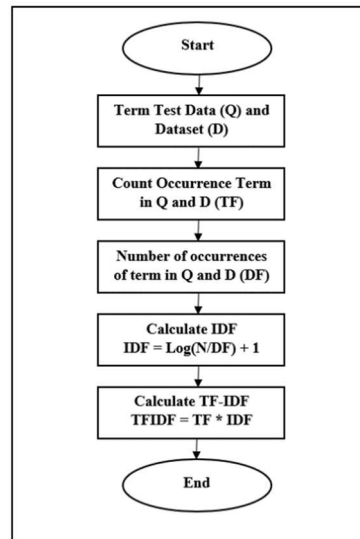 Start
Term Test Data (Q) and
Dataset (D)
Count Occurrence Term
in Q and D (TF)
Number of occurrences
of term in Q and D (DF)
Calculate IDF
IDF = Log(N/DF) + 1
Calculate TF-IDF
TFIDF = TF * IDF
End